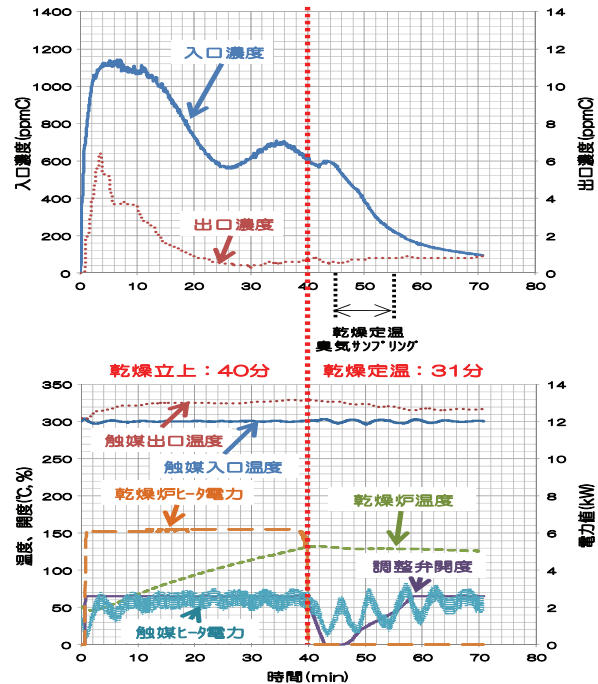 1400
1200
1000
800
600
400
200
0
入口濃度(ppmC)
入口濃度
出口濃度
14
12
10
8
6
4
2
0
出口濃度(ppmC)
0 10 20 30 40 50 60 70 80
乾燥定温
臭気ｻﾝﾌﾟﾘﾝｸﾞ
乾燥立上：40分
乾燥定温：31分
350
300
250
200
150
100
50
0
温度、開度(℃,%)
触媒出口温度
触媒入口温度
乾燥炉ﾋｰﾀ電力
乾燥炉温度
調整弁開度
触媒ﾋｰﾀ電力
14
12
10
8
6
4
2
0
電力値(kW)
0 10 20 30 40 50 60 70 80
時間(min)